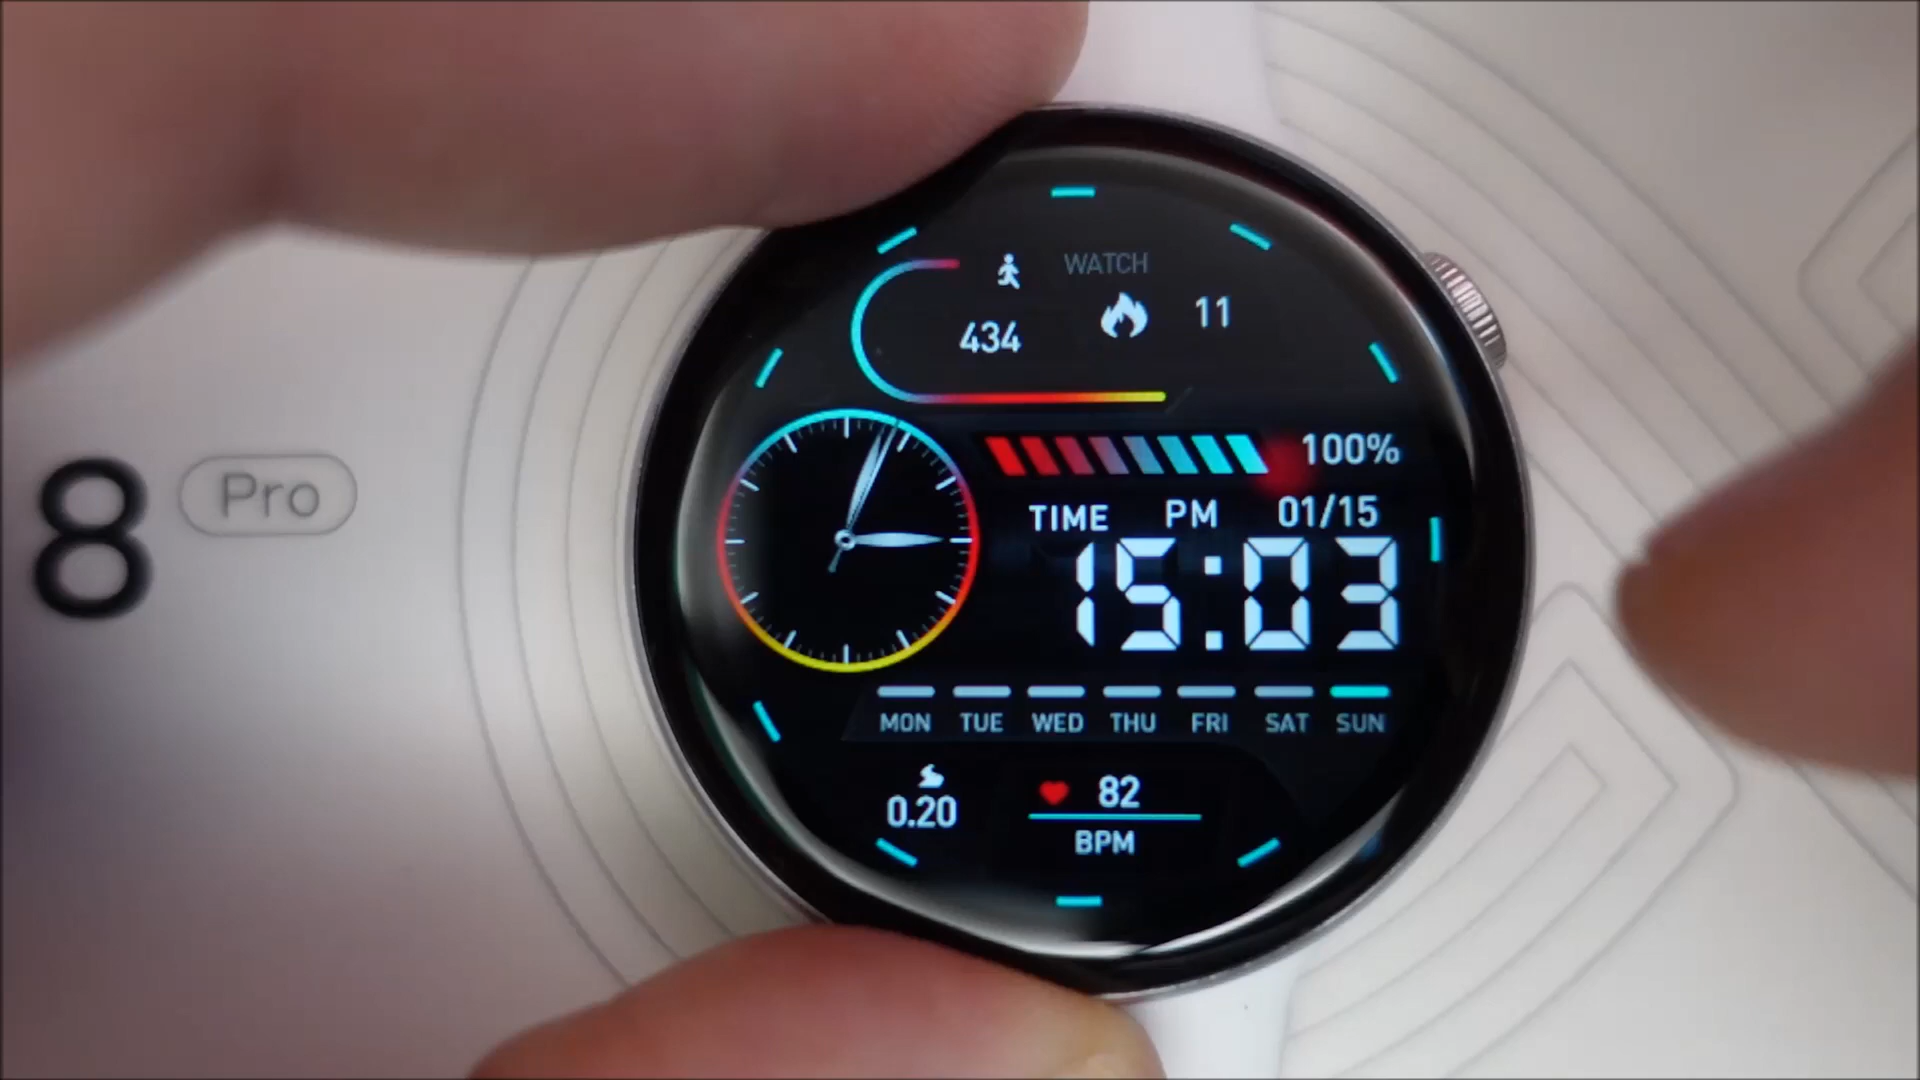 8 Pro
WATCH
434
11
100%
TIME PM 01/15
15:03
MON TUE WED THU FRI SAT SUN
0.20
82
BPM